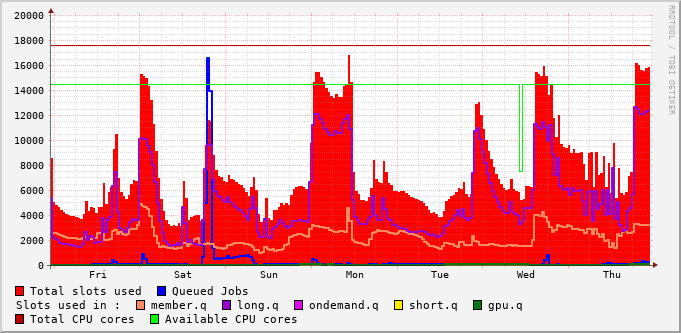 20000
18000
16000
14000
12000
10000
8000
6000
4000
2000
0
Fri Sat Sun Mon Tue Wed Thu
Total slots used Queued Jobs
Slots used in : member.q long.q ondemand.q short.q gpu.q
Total CPU cores Available CPU cores
RRDTOOL / TOBI OETIKER